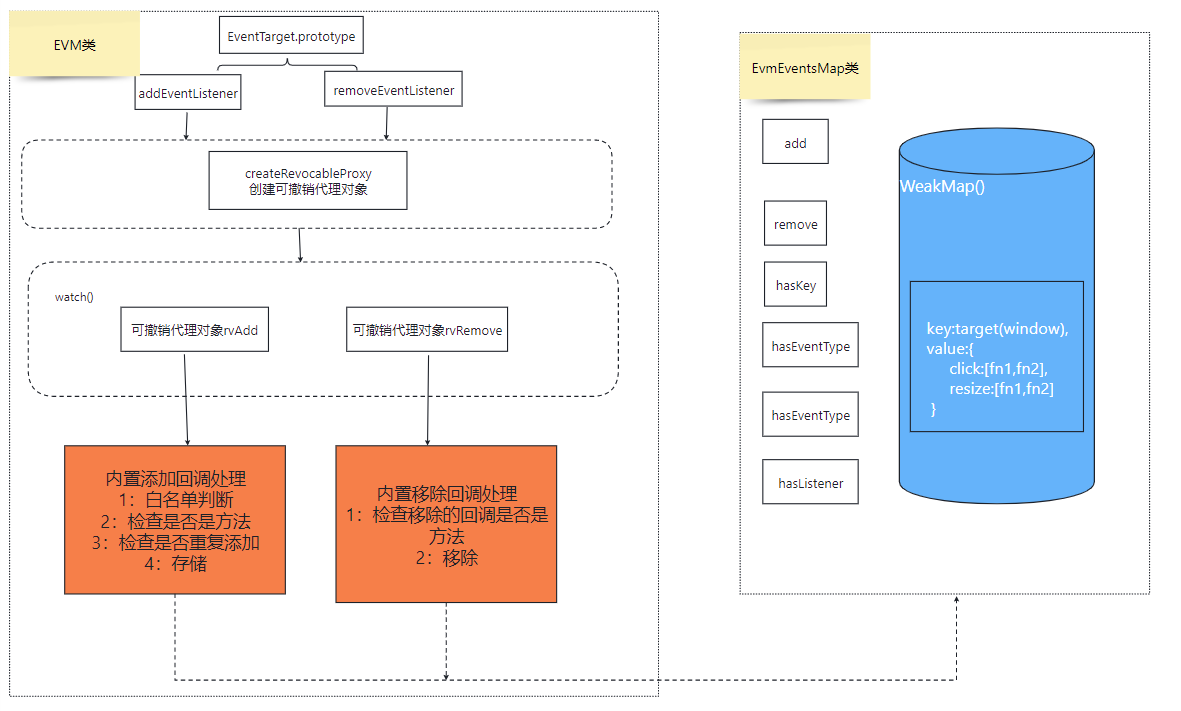 EVM类
EventTarget.prototype
addEventListener
removeEventListener
createRevocableProxy
创建可撤销代理对象
watch()
可撤销代理对象rvAdd
可撤销代理对象rvRemove
内置添加回调处理
1：白名单判断
2：检查是否是方法
3：检查是否重复添加
4：存储
内置移除回调处理
1：检查移除的回调是否是
方法
2：移除
EvmEventsMap类
add
remove
hasKey
hasEventType
hasEventType
hasListener
WeakMap()
key:target(window),
value:{
click:[fn1,fn2],
resize:[fn1,fn2]
}